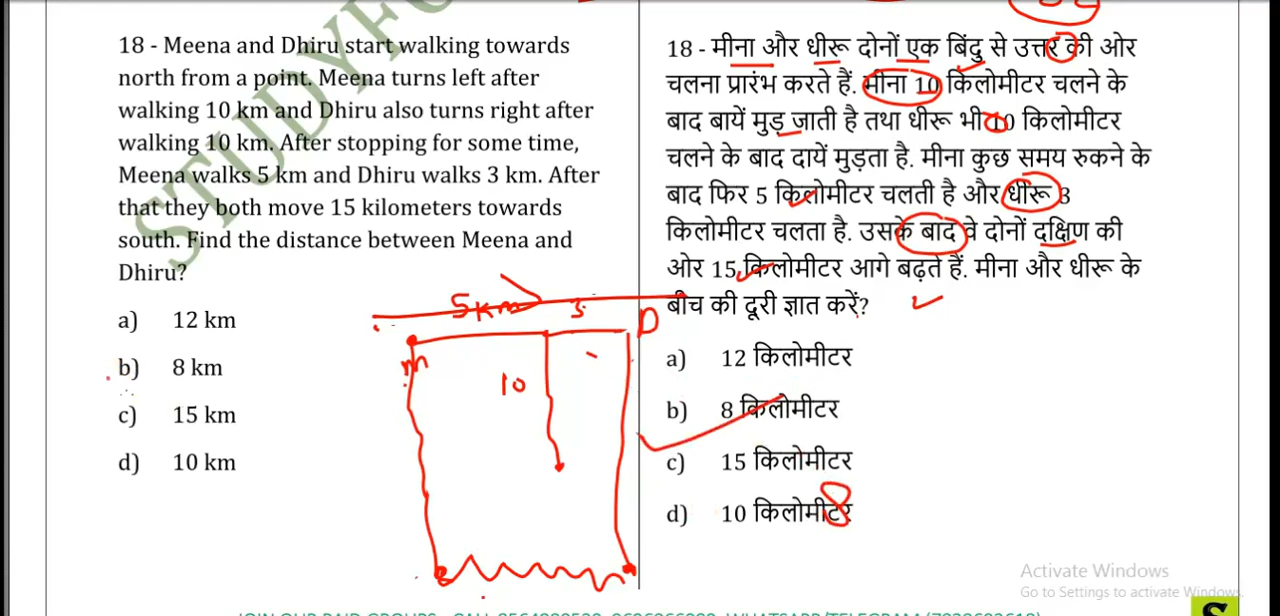 18 - Meena and Dhiru start walking towards
north from a point. Meena turns left after
walking 10 km and Dhiru also turns right after
walking 10 km. After stopping for some time,
Meena walks 5 km and Dhiru walks 3 km. After
that they both move 15 kilometers towards
south. Find the distance between Meena and
Dhiru?
a) 12 km
b) 8 km
c) 15 km
d) 10 km
STUDYF
5km 3 D
m
10
18 - मीना और धीरू दोनों एक बिंदु से उत्तर की ओर
चलना प्रारंभ करते हैं. मीना 10 किलोमीटर चलने के
बाद बायें मुड़ जाती है तथा धीरू भी 10 किलोमीटर
चलने के बाद दायें मुड़ता है. मीना कुछ समय रुकने के
बाद फिर 5 किलोमीटर चलती है और धीरू 3
किलोमीटर चलता है. उसके बाद वे दोनों दक्षिण की
ओर 15 किलोमीटर आगे बढ़ते हैं. मीना और धीरू के
बीच की दूरी ज्ञात करें?
a) 12 किलोमीटर
b) 8 किलोमीटर
c) 15 किलोमीटर
d) 10 किलोमीटर
8
Activate Windows
Go to Settings to activate Windows.